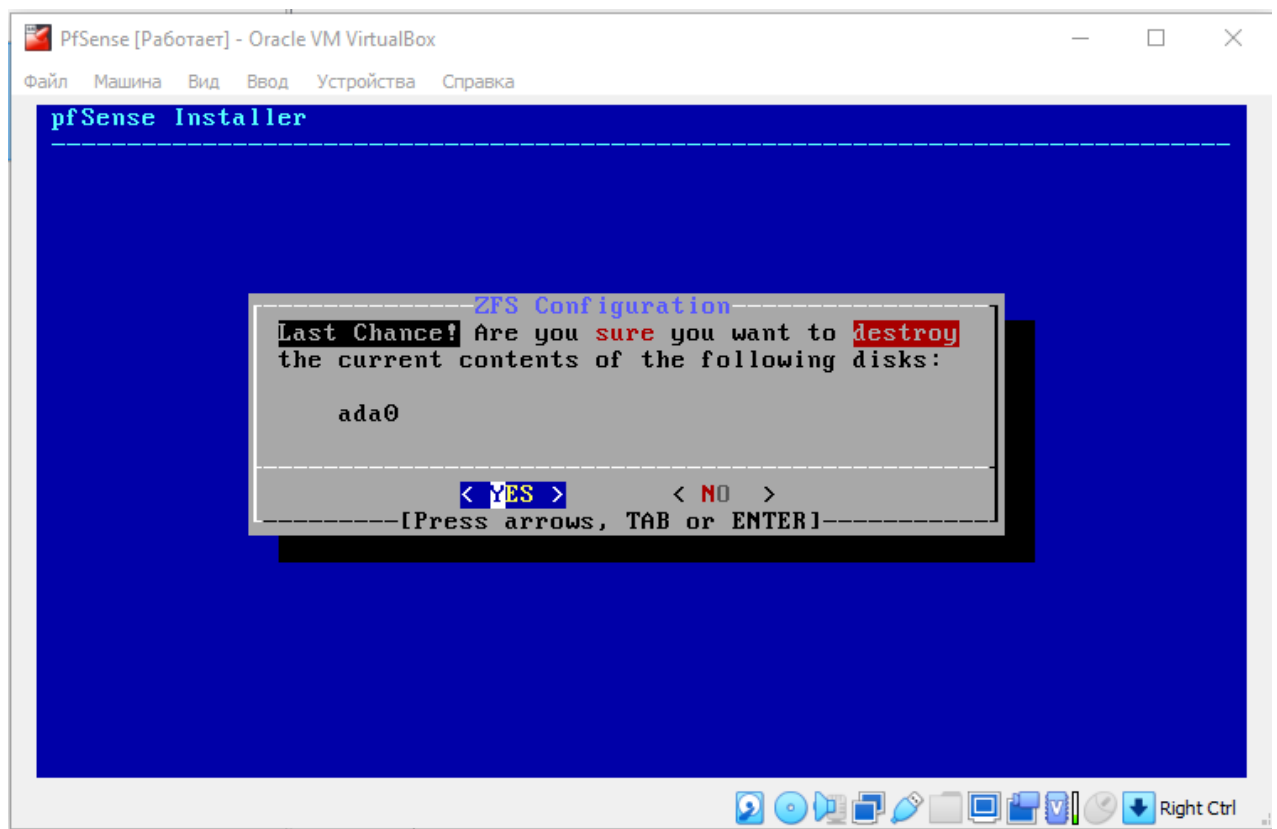 PfSense [Работает] - Oracle VM VirtualBox
Файл Машина Вид Ввод Устройства Справка
pfSense Installer
ZFS Configuration
Last Chance! Are you sure you want to destroy
the current contents of the following disks:
ada0
< YES > < NO >
[Press arrows, TAB or ENTER]
Right Ctrl